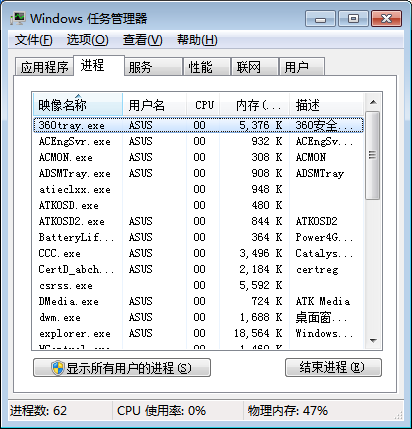 Windows 任务管理器
文件(F) 选项(O) 查看(V) 帮助(H)
应用程序 进程 服务 性能 联网 用户
映像名称 用户名 CPU 内存(... 描述
360tray.exe ASUS 00 5,376 K 360安全...
ACEngSvr.exe ASUS 00 932 K ACEngSv...
ACMON.exe ASUS 00 308 K ACMON
ADSMTray.exe ASUS 00 908 K ADSMTray
atieclxx.exe 00 948 K
ATKOSD.exe 00 480 K
ATKOSD2.exe ASUS 00 844 K ATKOSD2
BatteryLif... ASUS 00 364 K Power4G...
CCC.exe ASUS 00 3,496 K Catalys...
CertD_abch... ASUS 00 2,184 K certreg
csrss.exe 00 5,592 K
DMedia.exe ASUS 00 724 K ATK Media
dwm.exe ASUS 00 1,688 K 桌面窗...
explorer.exe ASUS 00 18,564 K Windows...
显示所有用户的进程(S) 结束进程(E)
进程数: 62 CPU 使用率: 0% 物理内存: 47%